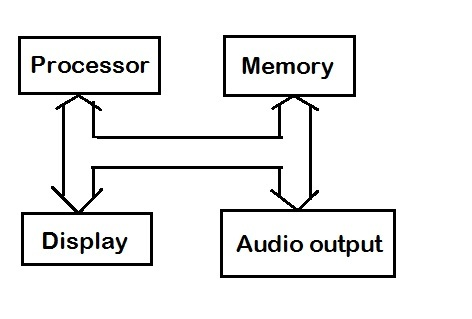 Processor
Memory
Display
Audio output